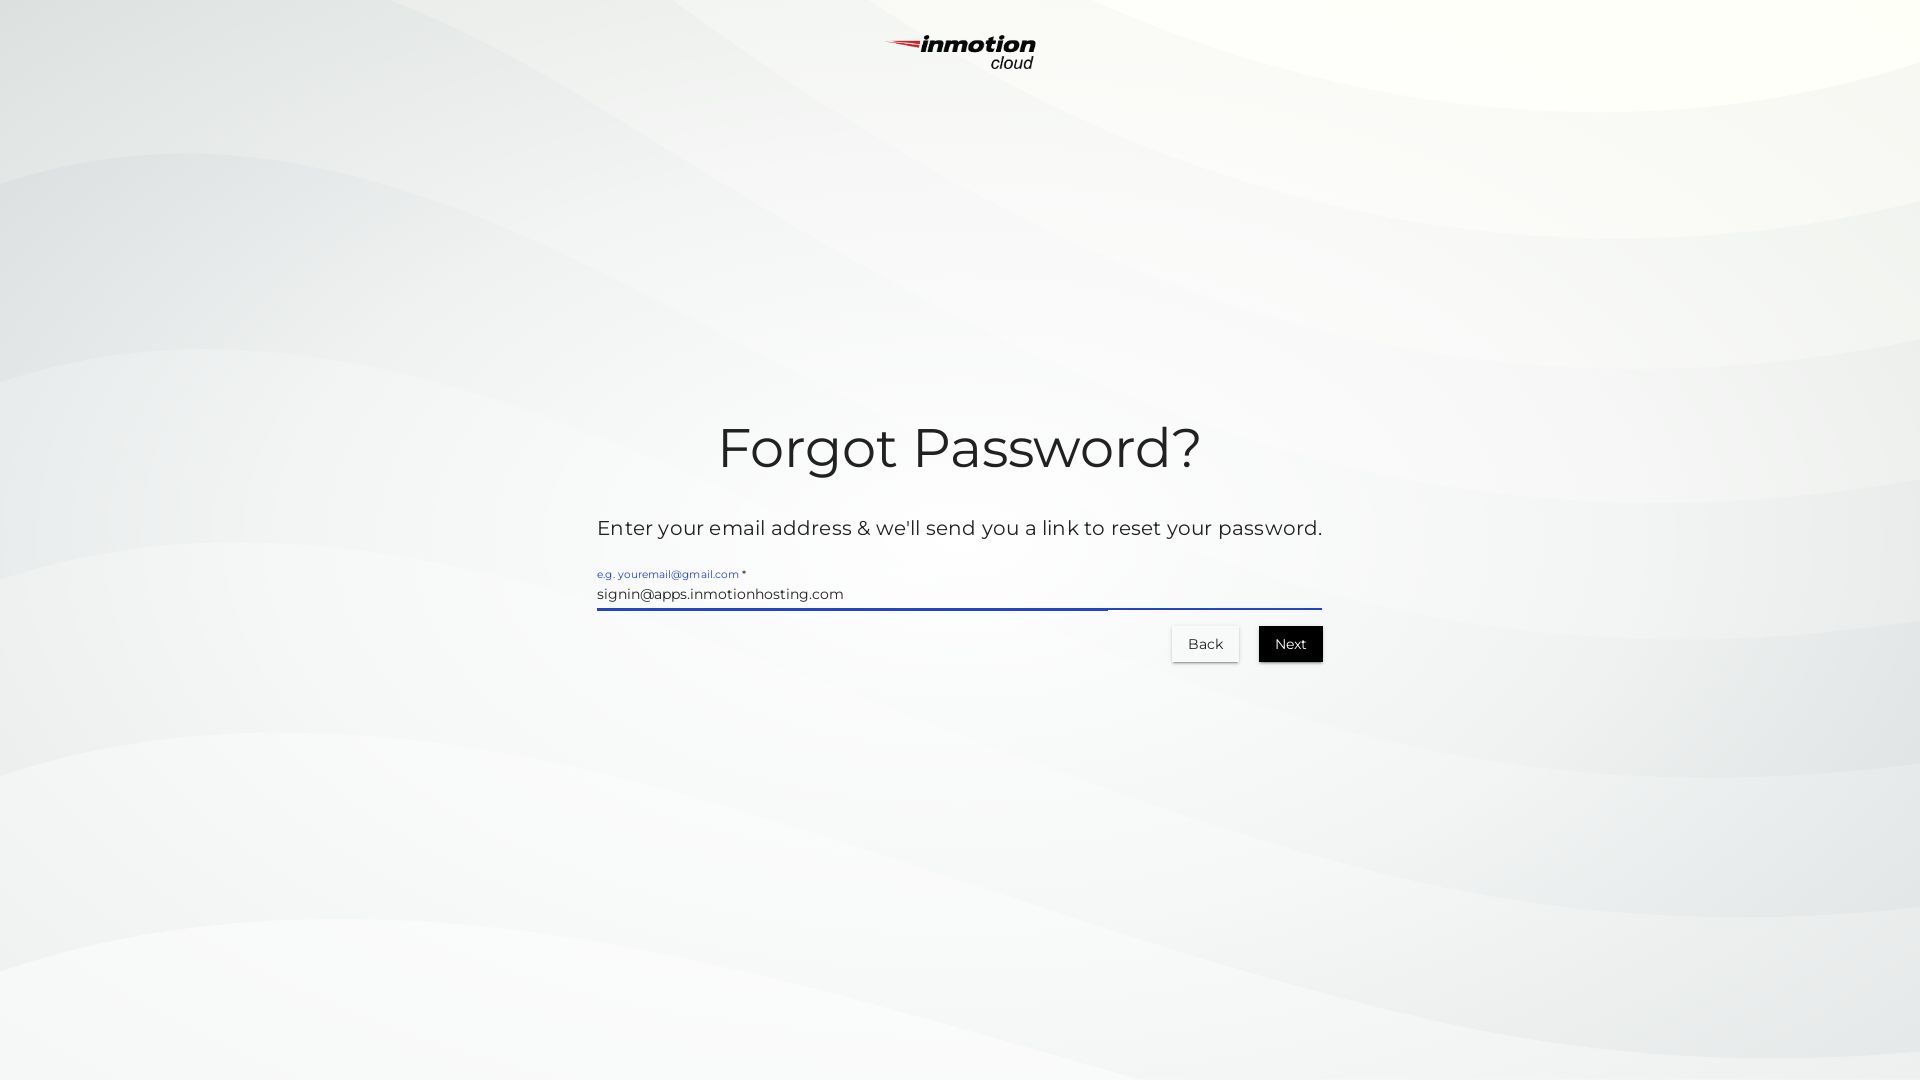 inmotion
cloud
Forgot Password?
Enter your email address & we'll send you a link to reset your password.
e.g. youremail@gmail.com *
signin@apps.inmotionhosting.com
Back
Next